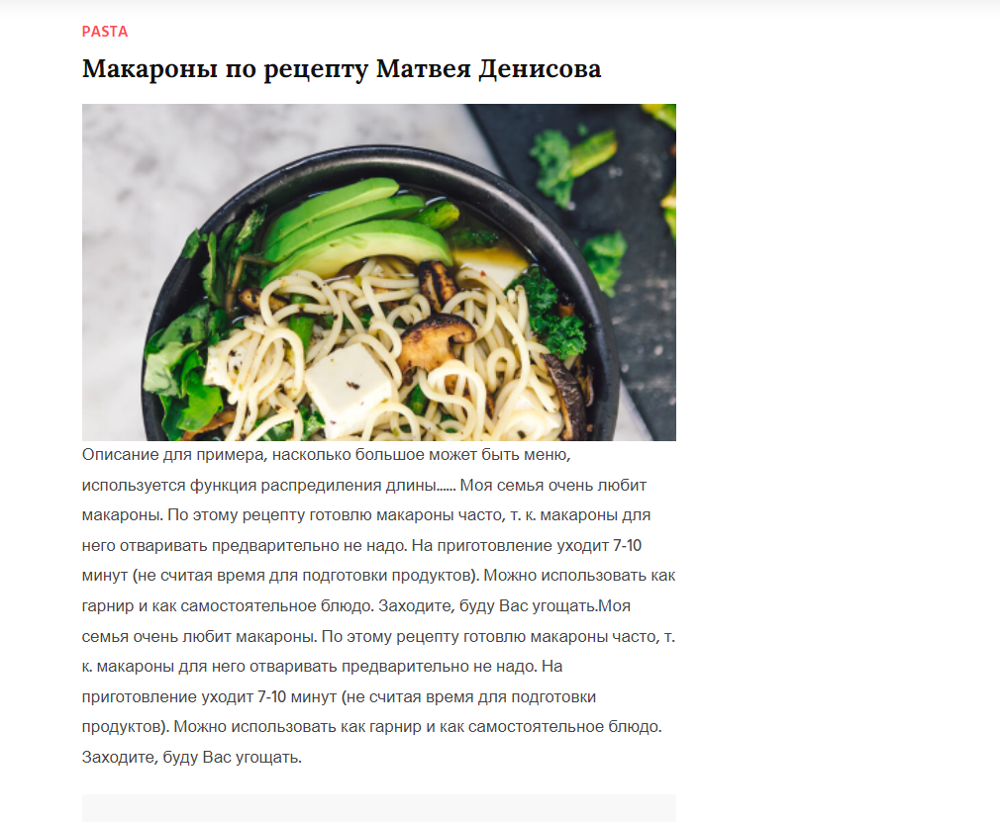 PASTA
Макароны по рецепту Матвея Денисова
Описание для примера, насколько большое может быть меню,
используется функция распредиления длины...... Моя семья очень любит
макароны. По этому рецепту готовлю макароны часто, т. к. макароны для
него отваривать предварительно не надо. На приготовление уходит 7-10
минут (не считая время для подготовки продуктов). Можно использовать как
гарнир и как самостоятельное блюдо. Заходите, буду Вас угощать.Моя
семья очень любит макароны. По этому рецепту готовлю макароны часто, т.
к. макароны для него отваривать предварительно не надо. На
приготовление уходит 7-10 минут (не считая время для подготовки
продуктов). Можно использовать как гарнир и как самостоятельное блюдо.
Заходите, буду Вас угощать.